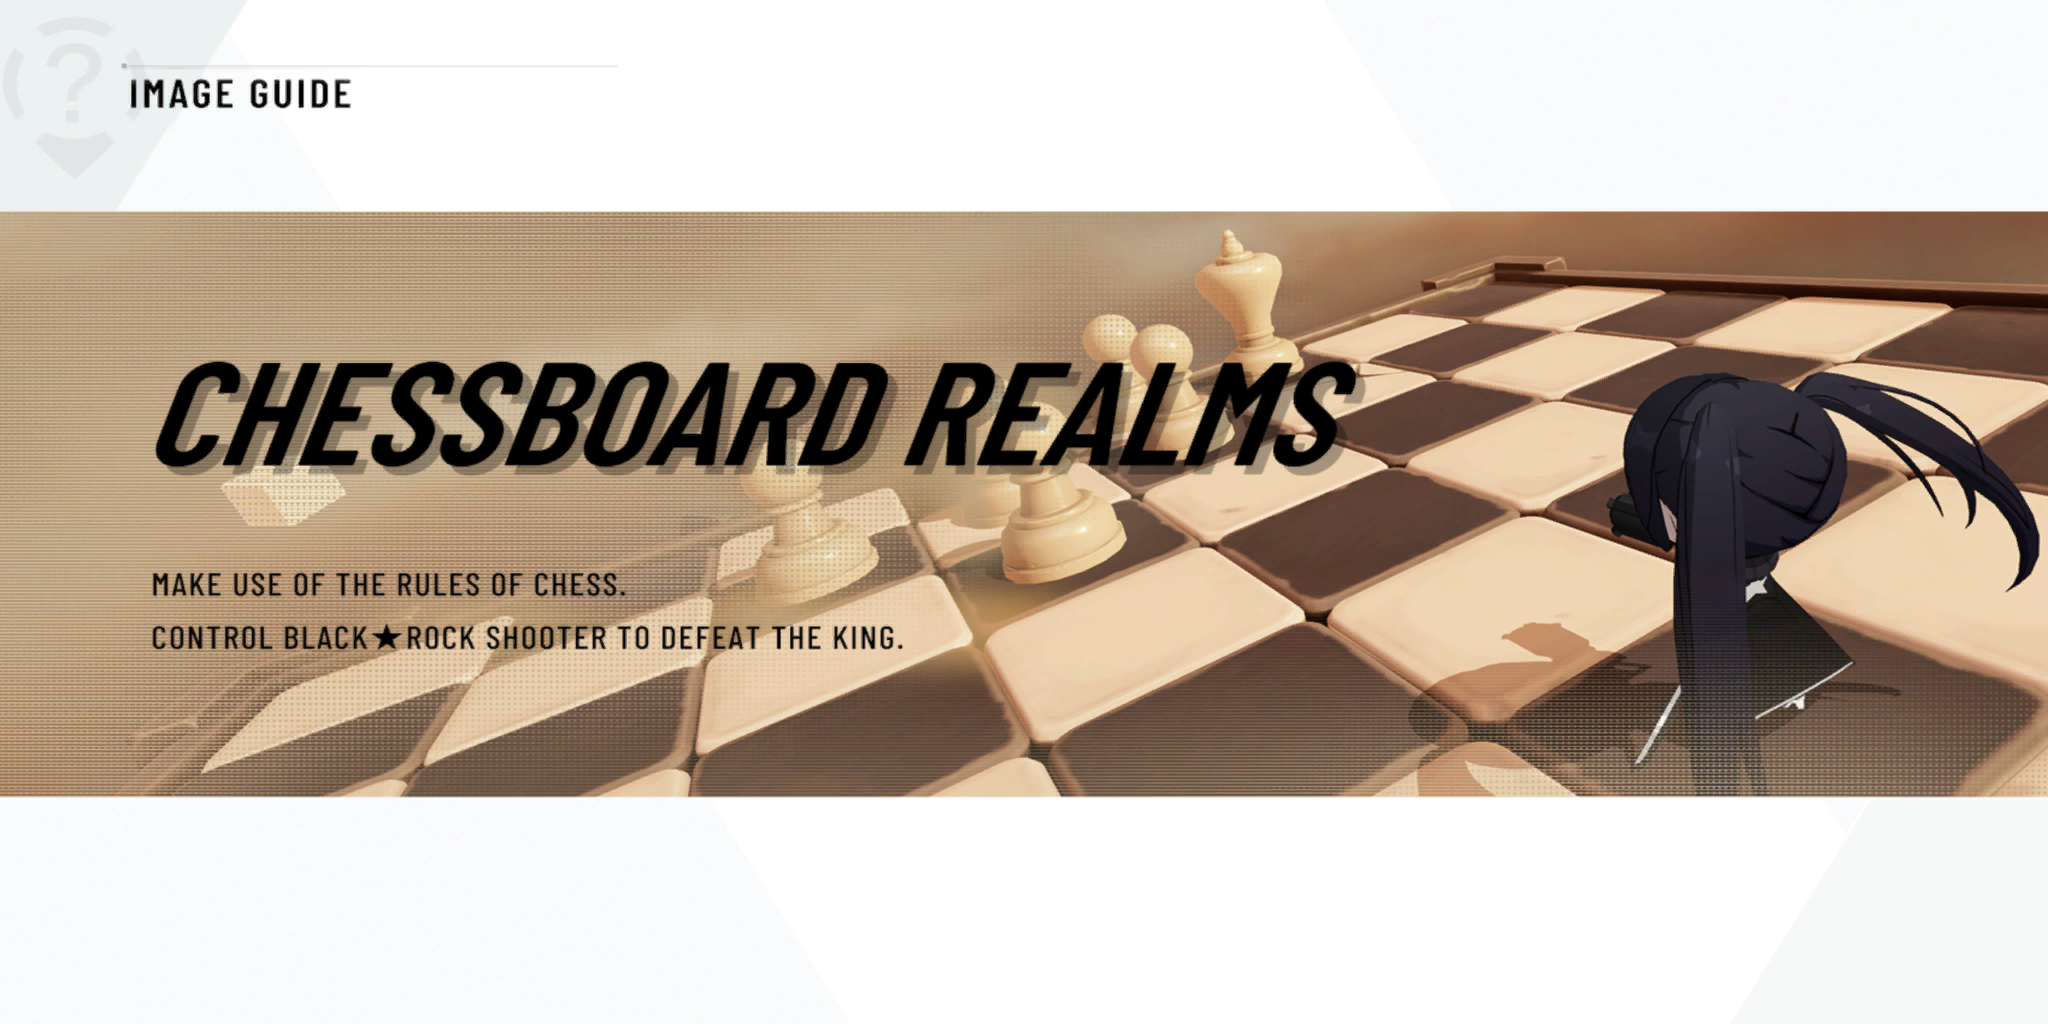 IMAGE GUIDE
CHESSBOARD REALMS
MAKE USE OF THE RULES OF CHESS.
CONTROL BLACK★ROCK SHOOTER TO DEFEAT THE KING.